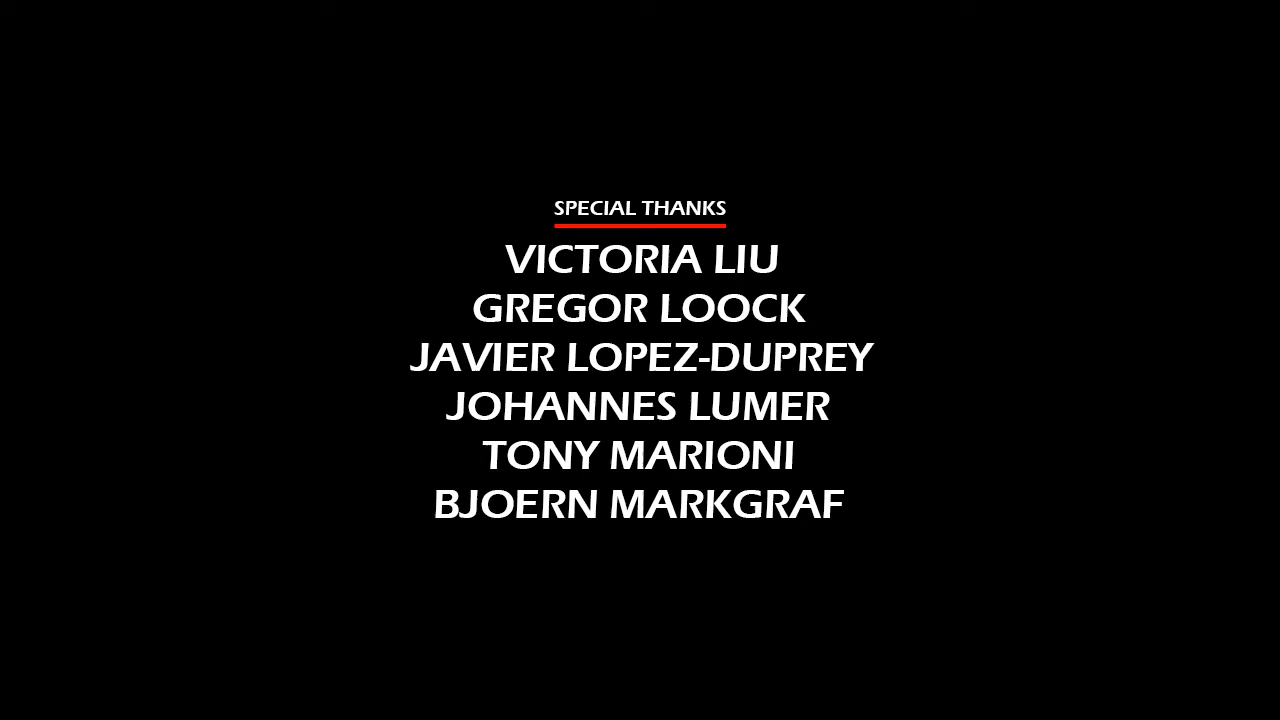 SPECIAL THANKS
VICTORIA LIU
GREGOR LOOCK
JAVIER LOPEZ-DUPREY
JOHANNES LUMER
TONY MARIONI
BJOERN MARKGRAF